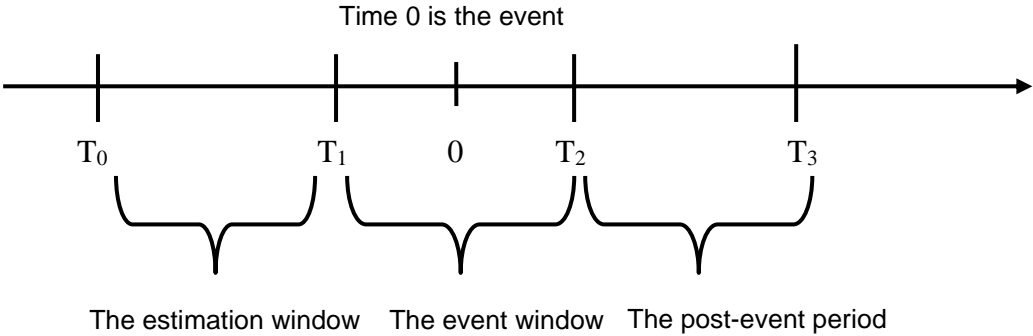 Time 0 is the event
T₀ T₁ 0 T₂ T₃
The estimation window The event window The post-event period